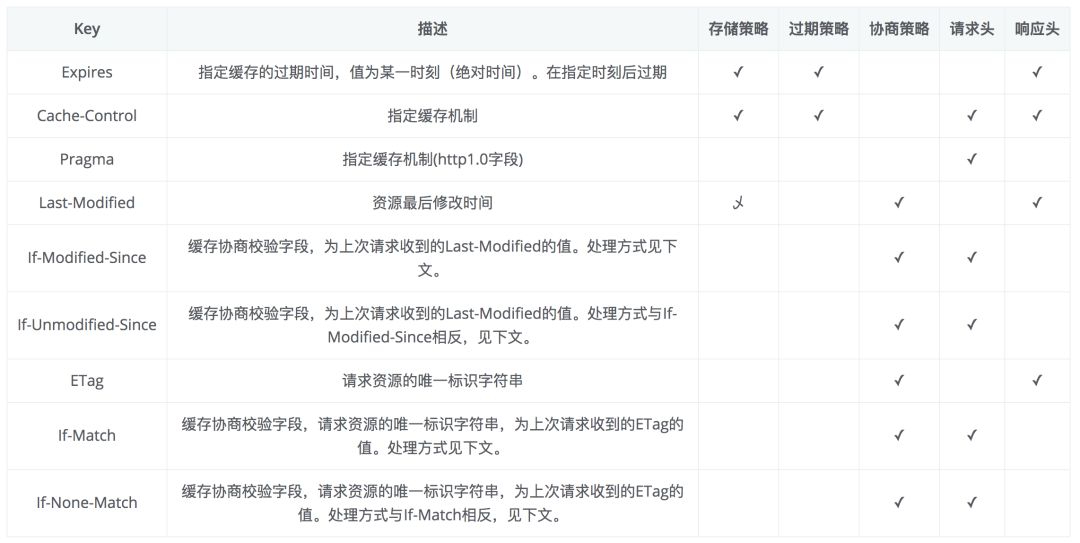 Key 描述 存储策略 过期策略 协商策略 请求头 响应头
Expires 指定缓存的过期时间，值为某一时刻（绝对时间）。在指定时刻后过期 ✓ ✓ ✓
Cache-Control 指定缓存机制 ✓ ✓ ✓ ✓
Pragma 指定缓存机制(http1.0字段) ✓
Last-Modified 资源最后修改时间 ✓ ✓
缓存协商校验字段，为上次请求收到的Last-Modified的值。处理方式见下
If-Modified-Since ✓ ✓
文。
缓存协商校验字段，为上次请求收到的Last-Modified的值。处理方式与If-
If-Unmodified-Since ✓ ✓
Modified-Since相反，见下文。
ETag 请求资源的唯一标识字符串 ✓ ✓
缓存协商校验字段，请求资源的唯一标识字符串，为上次请求收到的ETag的
If-Match ✓ ✓
值。处理方式见下文。
缓存协商校验字段，请求资源的唯一标识字符串，为上次请求收到的ETag的
If-None-Match ✓ ✓
值。处理方式与If-Match相反，见下文。